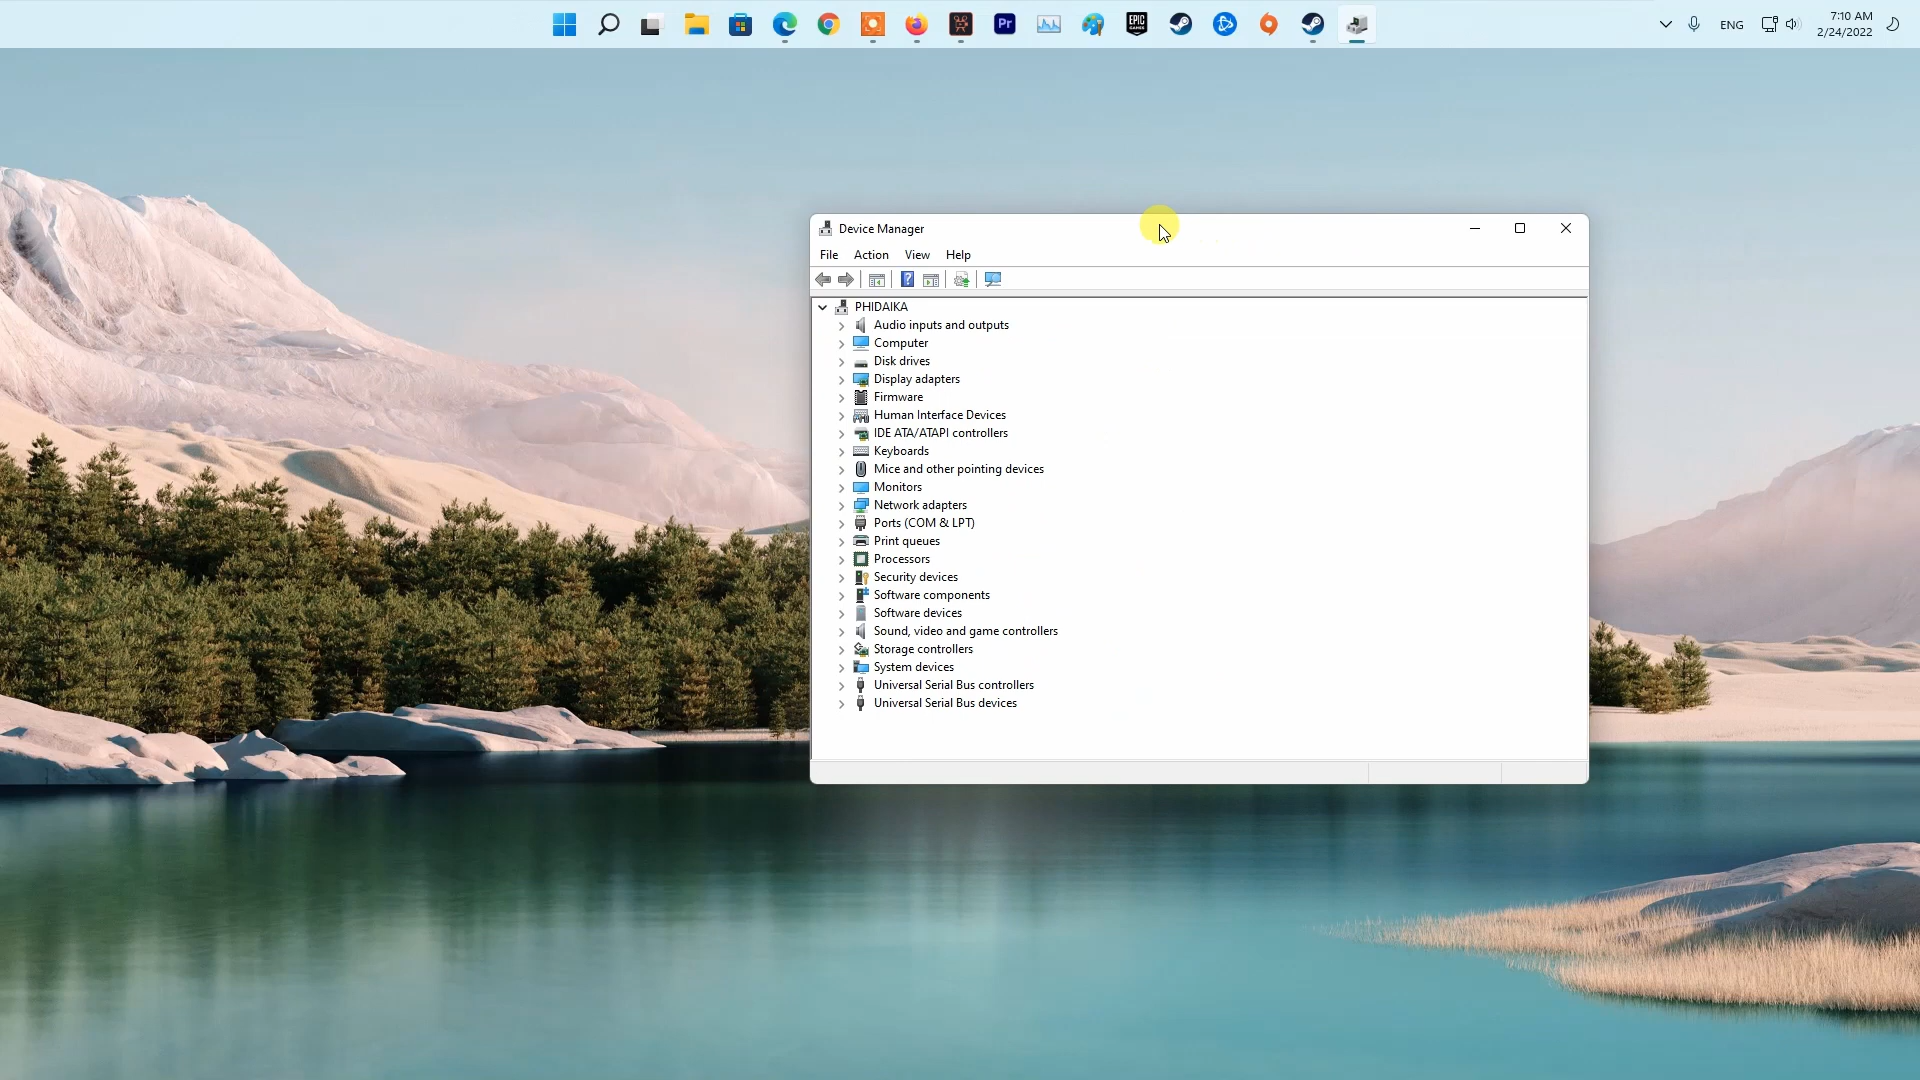 Pr
EPIC
GAMES
ENG
7:10 AM
2/24/2022
Device Manager
File Action View Help
PHIDAIKA
Audio inputs and outputs
Computer
Disk drives
Display adapters
Firmware
Human Interface Devices
IDE ATA/ATAPI controllers
Keyboards
Mice and other pointing devices
Monitors
Network adapters
Ports (COM & LPT)
Print queues
Processors
Security devices
Software components
Software devices
Sound, video and game controllers
Storage controllers
System devices
Universal Serial Bus controllers
Universal Serial Bus devices